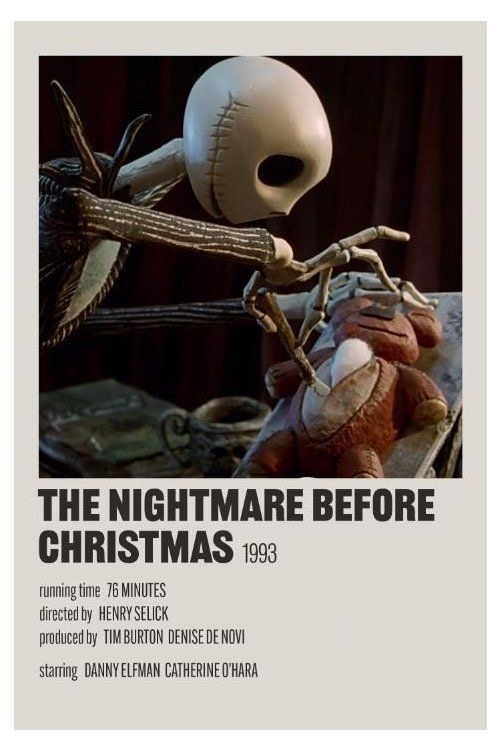 THE NIGHTMARE BEFORE
CHRISTMAS 1993
running time 76 MINUTES
directed by HENRY SELICK
produced by TIM BURTON DENISE DE NOVI
starring DANNY ELFMAN CATHERINE O'HARA